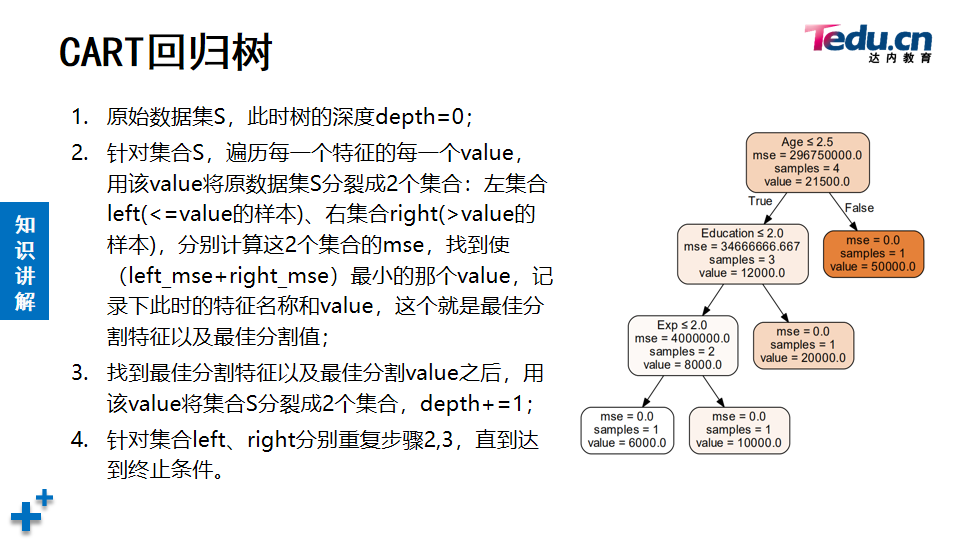 CART回归树
Tedu.cn
达内教育
知
识
讲
解
1. 原始数据集S，此时树的深度depth=0；
2. 针对集合S，遍历每一个特征的每一个value，
用该value将原数据集S分裂成2个集合：左集合
left(<=value的样本)、右集合right(>value的
样本)，分别计算这2个集合的mse，找到使
（left_mse+right_mse）最小的那个value，记
录下此时的特征名称和value，这个就是最佳分
割特征以及最佳分割值；
3. 找到最佳分割特征以及最佳分割value之后，用
该value将集合S分裂成2个集合，depth+=1；
4. 针对集合left、right分别重复步骤2,3，直到达
到终止条件。
Age ≤ 2.5
mse = 296750000.0
samples = 4
value = 21500.0
True
False
Education ≤ 2.0
mse = 34666666.667
samples = 3
value = 12000.0
mse = 0.0
samples = 1
value = 50000.0
Exp ≤ 2.0
mse = 4000000.0
samples = 2
value = 8000.0
mse = 0.0
samples = 1
value = 20000.0
mse = 0.0
samples = 1
value = 6000.0
mse = 0.0
samples = 1
value = 10000.0